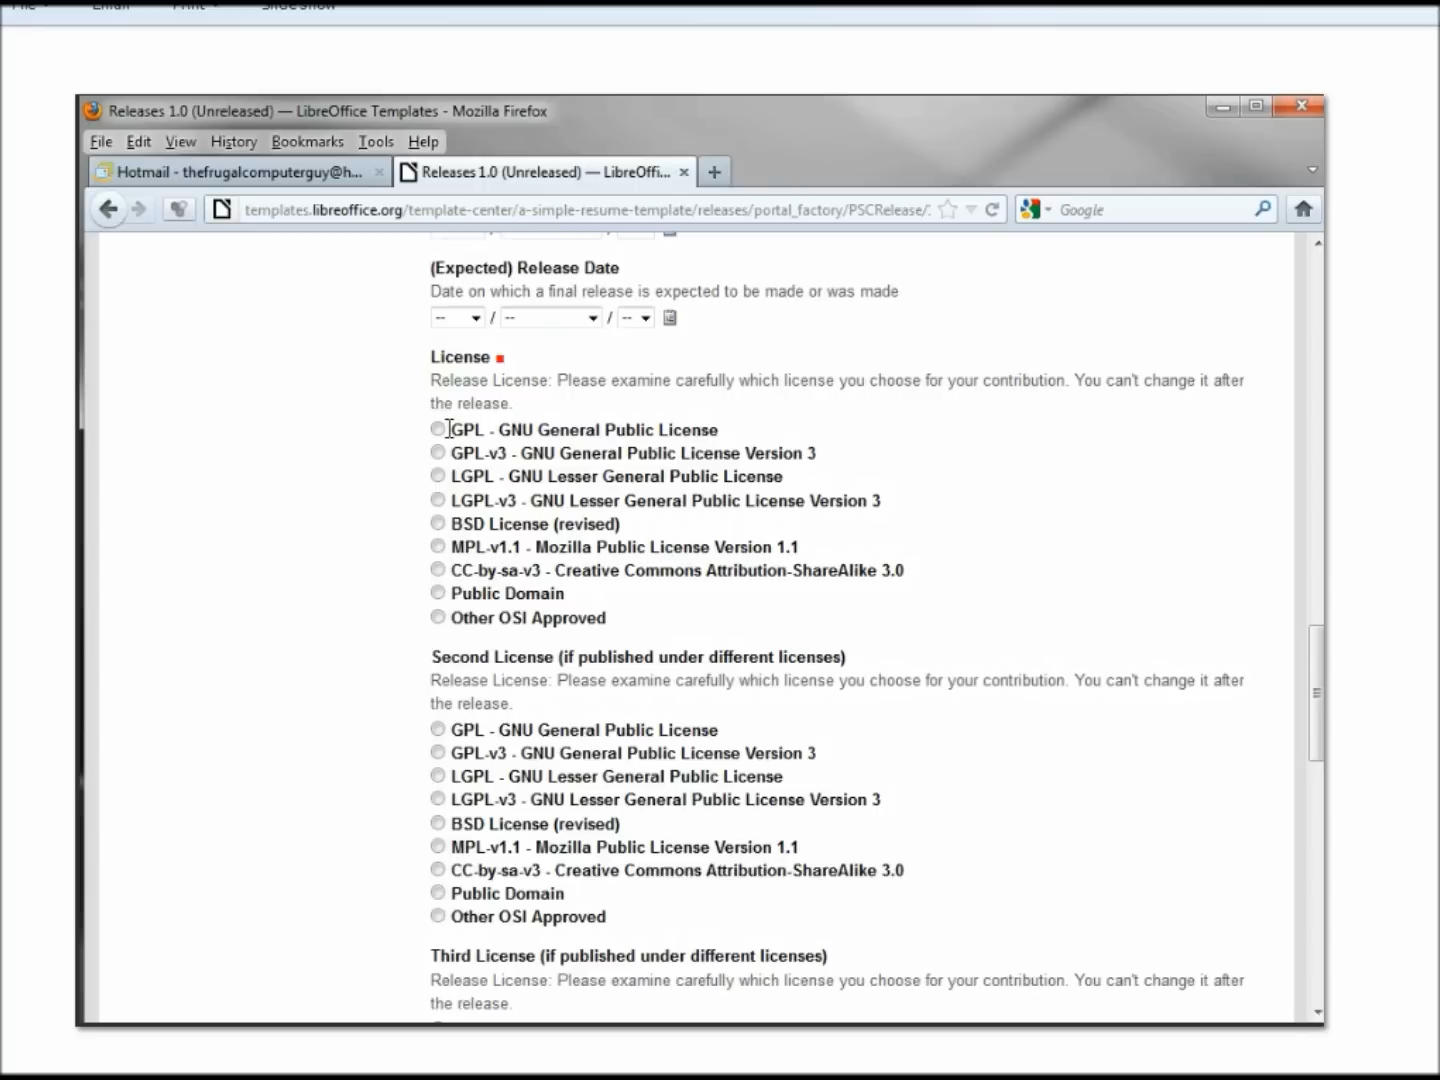 File Email Print Slide Show
Releases 1.0 (Unreleased) — LibreOffice Templates - Mozilla Firefox
File Edit View History Bookmarks Tools Help
Hotmail - thefrugalcomputerguy@h... Releases 1.0 (Unreleased) — LibreOffi...
templates.libreoffice.org/template-center/a-simple-resume-template/releases/portal_factory/PSCRelease/ Google
(Expected) Release Date
Date on which a final release is expected to be made or was made
-- / -- / --
License
Release License: Please examine carefully which license you choose for your contribution. You can't change it after
the release.
GPL - GNU General Public License
GPL-v3 - GNU General Public License Version 3
LGPL - GNU Lesser General Public License
LGPL-v3 - GNU Lesser General Public License Version 3
BSD License (revised)
MPL-v1.1 - Mozilla Public License Version 1.1
CC-by-sa-v3 - Creative Commons Attribution-ShareAlike 3.0
Public Domain
Other OSI Approved
Second License (if published under different licenses)
Release License: Please examine carefully which license you choose for your contribution. You can't change it after
the release.
GPL - GNU General Public License
GPL-v3 - GNU General Public License Version 3
LGPL - GNU Lesser General Public License
LGPL-v3 - GNU Lesser General Public License Version 3
BSD License (revised)
MPL-v1.1 - Mozilla Public License Version 1.1
CC-by-sa-v3 - Creative Commons Attribution-ShareAlike 3.0
Public Domain
Other OSI Approved
Third License (if published under different licenses)
Release License: Please examine carefully which license you choose for your contribution. You can't change it after
the release.